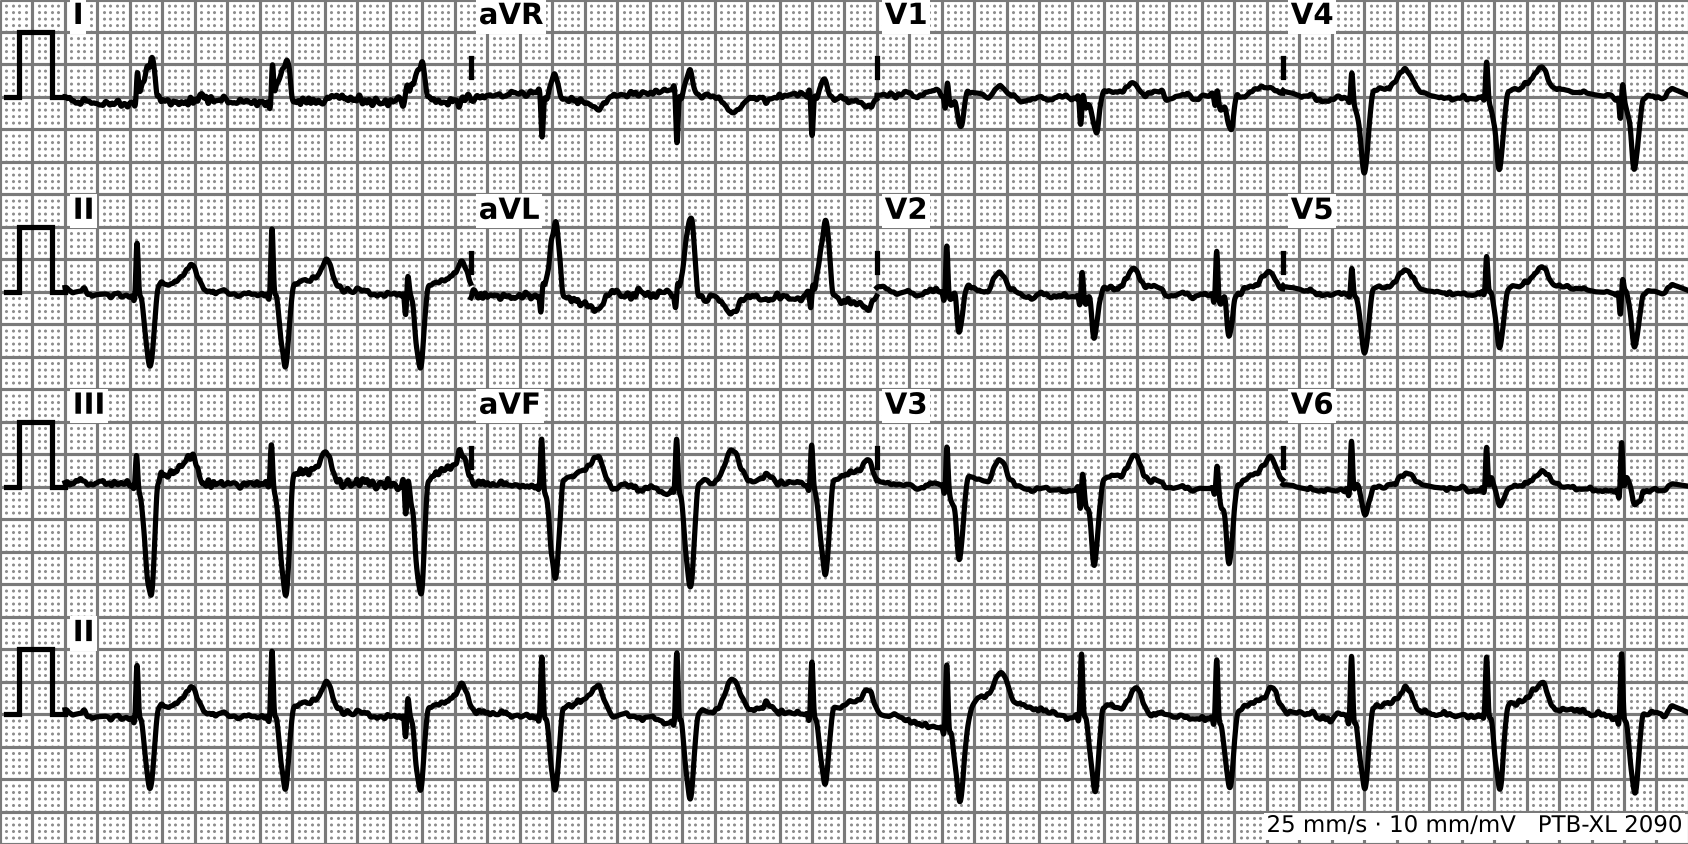 I aVR V1 V4
II aVL V2 V5
III aVF V3 V6
II
25 mm/s · 10 mm/mV PTB-XL 2090